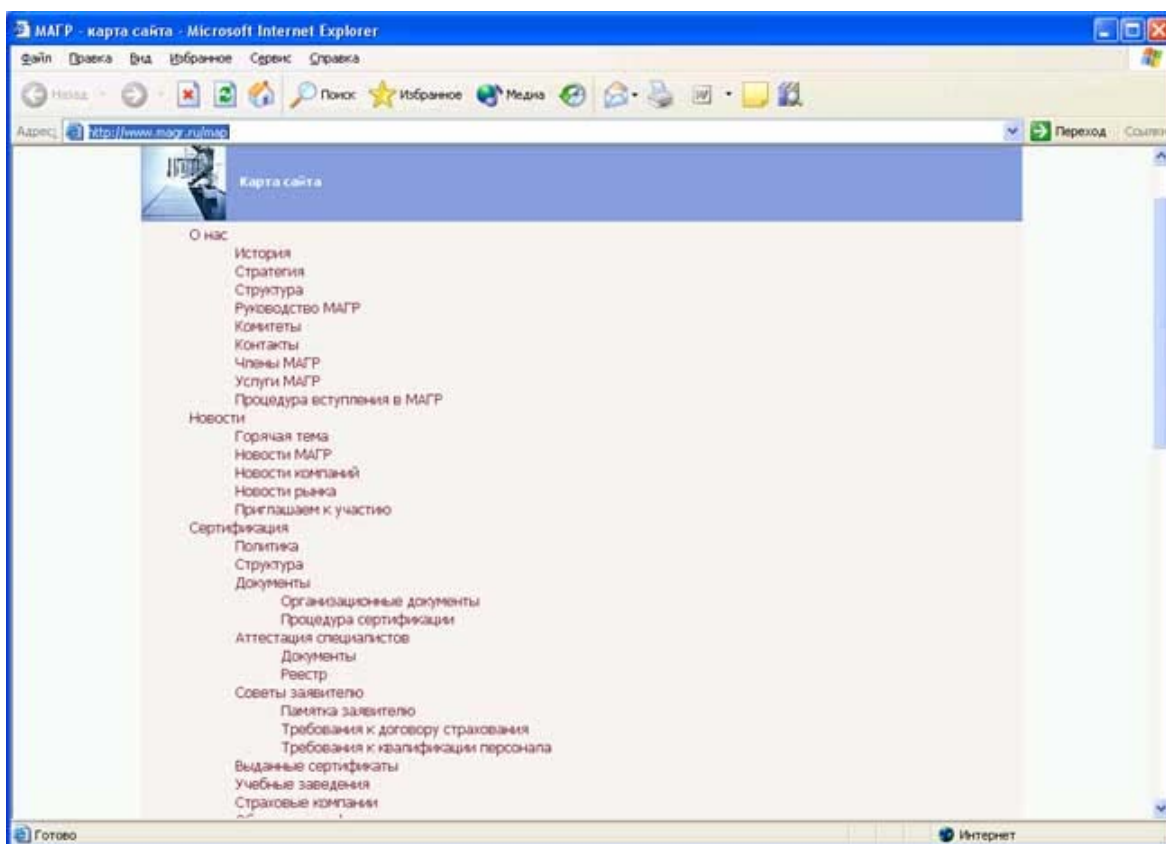 МАГР - карта сайта - Microsoft Internet Explorer
Файл Правка Вид Избранное Сервис Справка
Назад Поиск Избранное Медиа
Адрес: http://www.magr.ru/map Переход Ссылки
Карта сайта
О нас
История
Стратегия
Структура
Руководство МАГР
Комитеты
Контакты
Члены МАГР
Услуги МАГР
Процедура вступления в МАГР
Новости
Горячая тема
Новости МАГР
Новости компаний
Новости рынка
Приглашаем к участию
Сертификация
Политика
Структура
Документы
Организационные документы
Процедура сертификации
Аттестация специалистов
Документы
Реестр
Советы заявителю
Памятка заявителю
Требования к договору страхования
Требования к квалификации персонала
Выданные сертификаты
Учебные заведения
Страховые компании
Готово Интернет